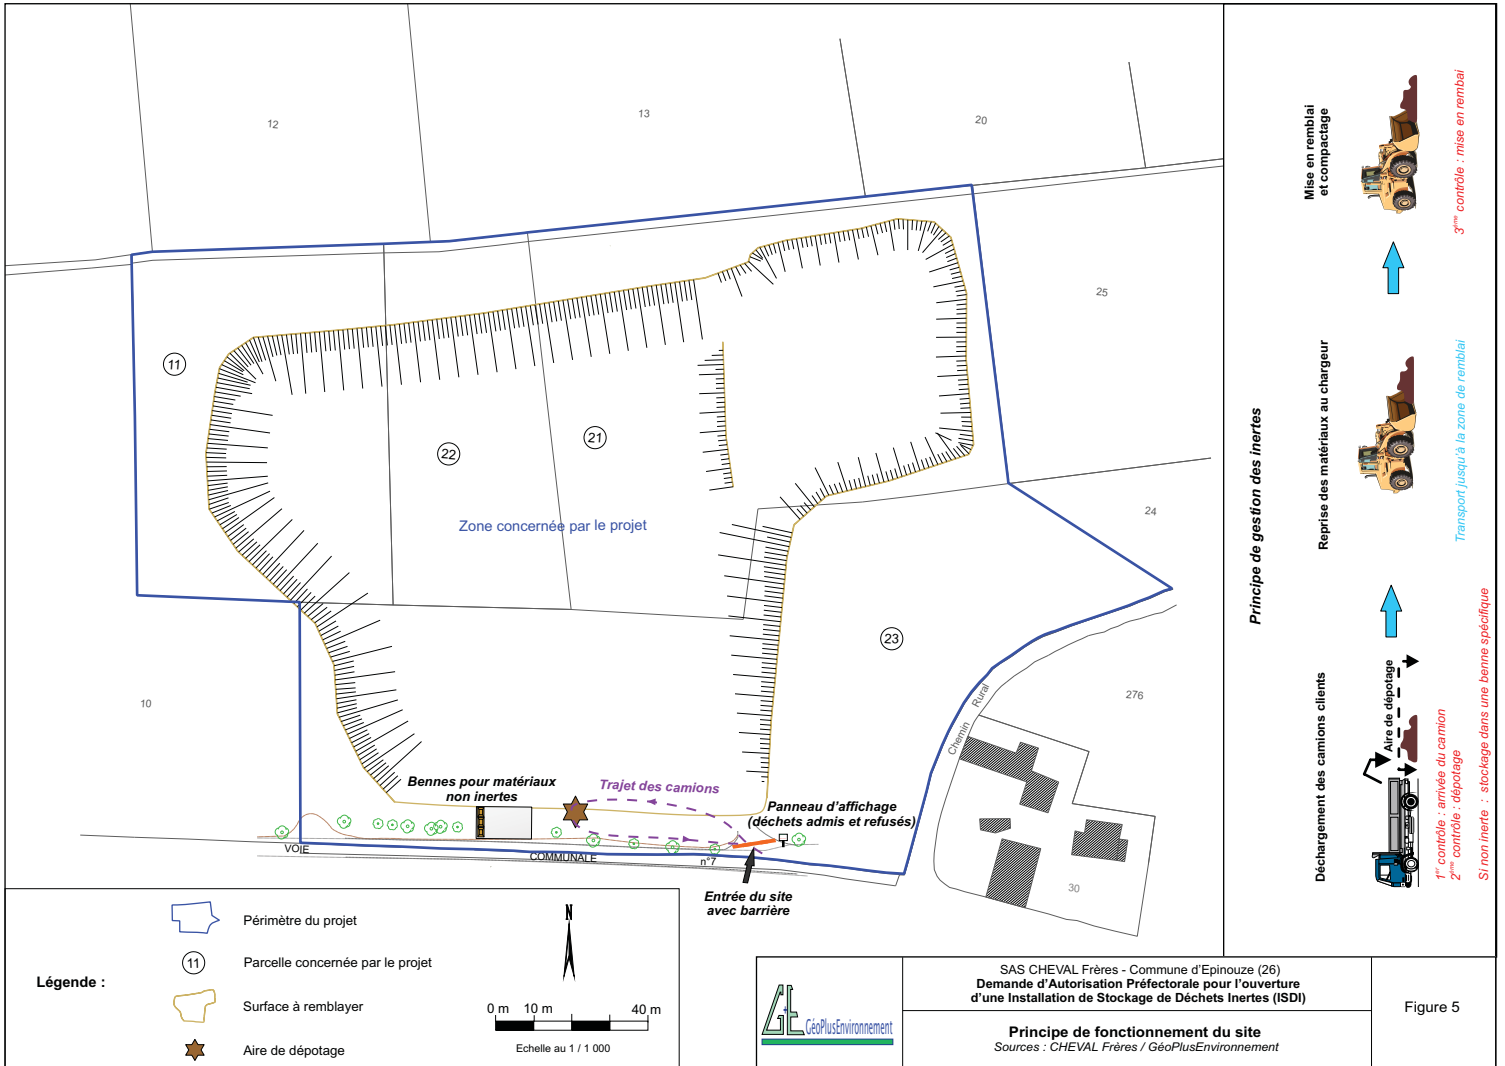 12
13
20
25
11
22
21
Zone concernée par le projet
24
23
10
276
Chemin Rural
30
Bennes pour matériaux
non inertes
Trajet des camions
Panneau d'affichage
(déchets admis et refusés)
VOIE
COMMUNALE
n°7
Entrée du site
avec barrière
Principe de gestion des inertes
Mise en remblai
et compactage
3ème contrôle : mise en rembai
Reprise des matériaux au chargeur
Transport jusqu'à la zone de remblai
Déchargement des camions clients
Aire de dépotage
1er contrôle : arrivée du camion
2ème contrôle : dépotage
Si non inerte : stockage dans une benne spécifique
Légende :
Périmètre du projet
11
Parcelle concernée par le projet
Surface à remblayer
Aire de dépotage
N
0 m 10 m 40 m
Echelle au 1 / 1 000
GéoPlusEnvironnement
SAS CHEVAL Frères - Commune d'Epinouze (26)
Demande d'Autorisation Préfectorale pour l'ouverture
d'une Installation de Stockage de Déchets Inertes (ISDI)
Principe de fonctionnement du site
Sources : CHEVAL Frères / GéoPlusEnvironnement
Figure 5